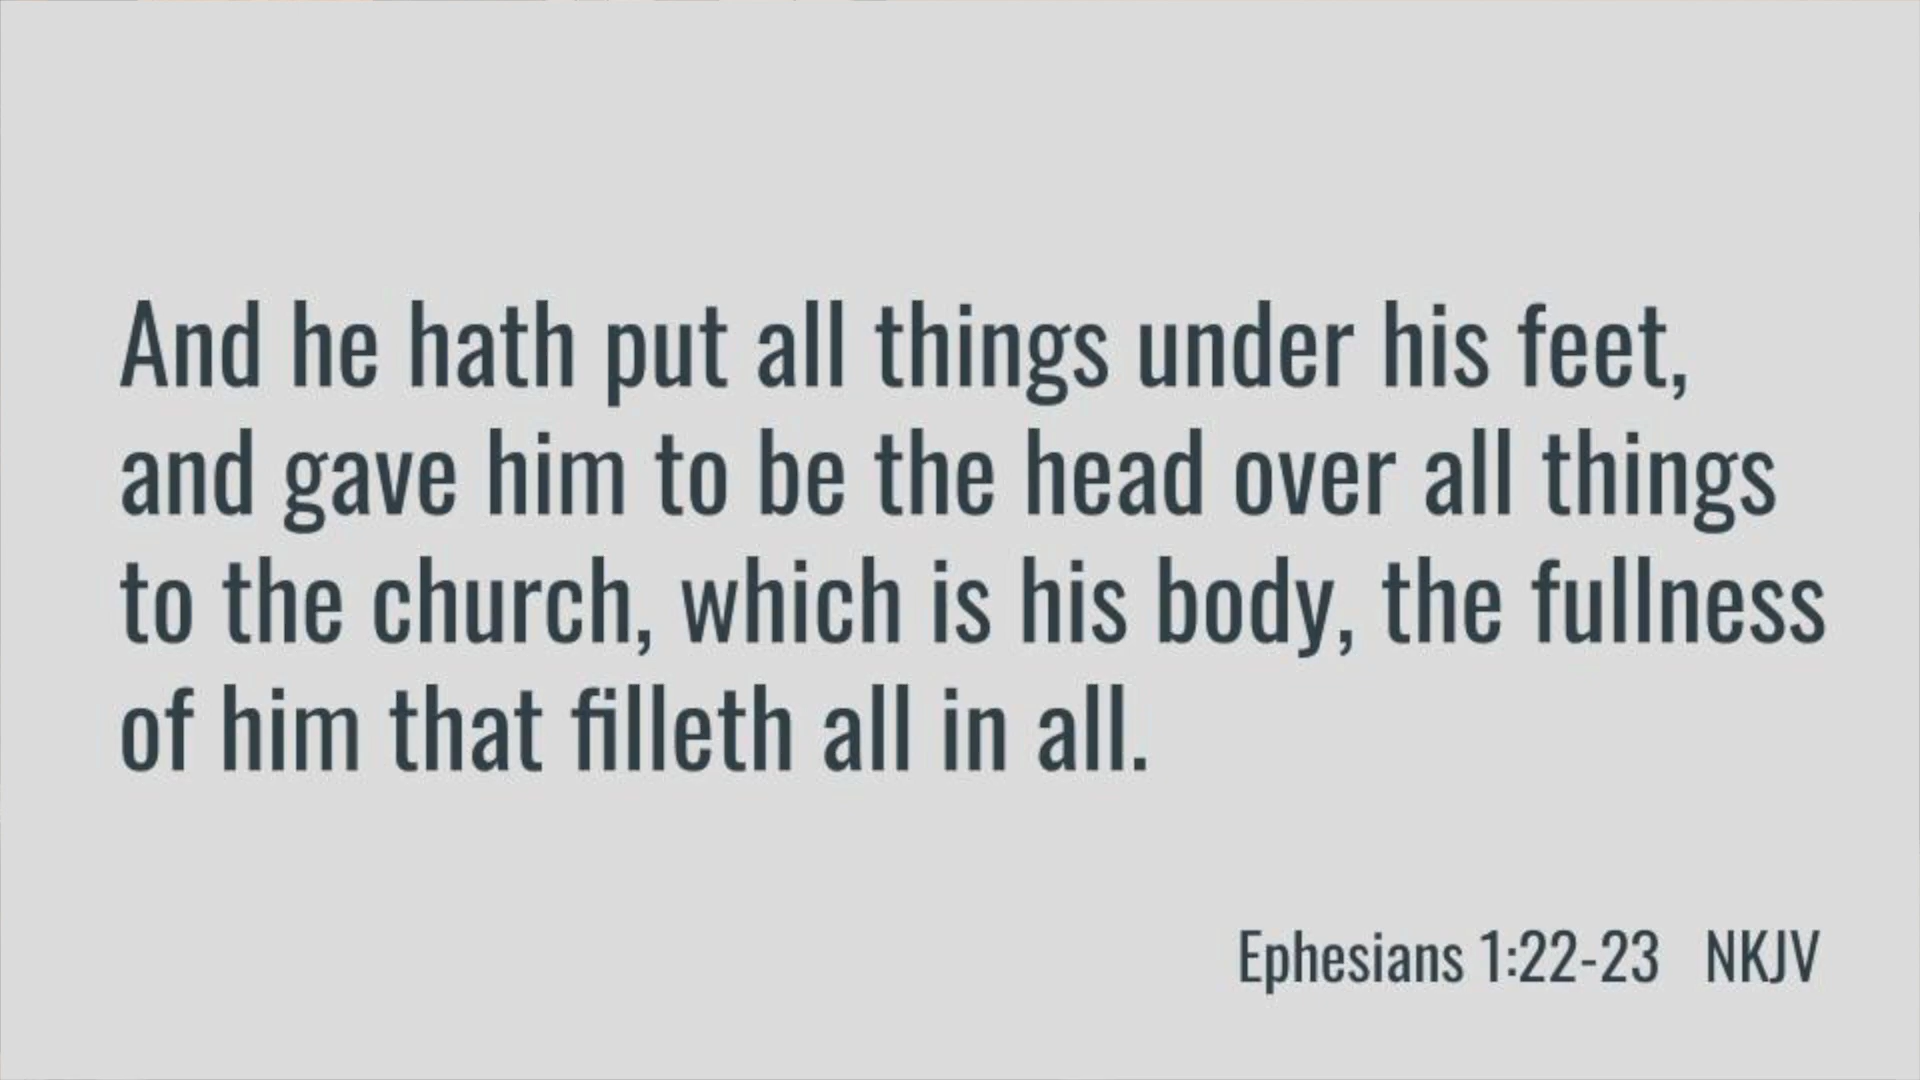 And he hath put all things under his feet,
and gave him to be the head over all things
to the church, which is his body, the fullness
of him that filleth all in all.
Ephesians 1:22-23 NKJV